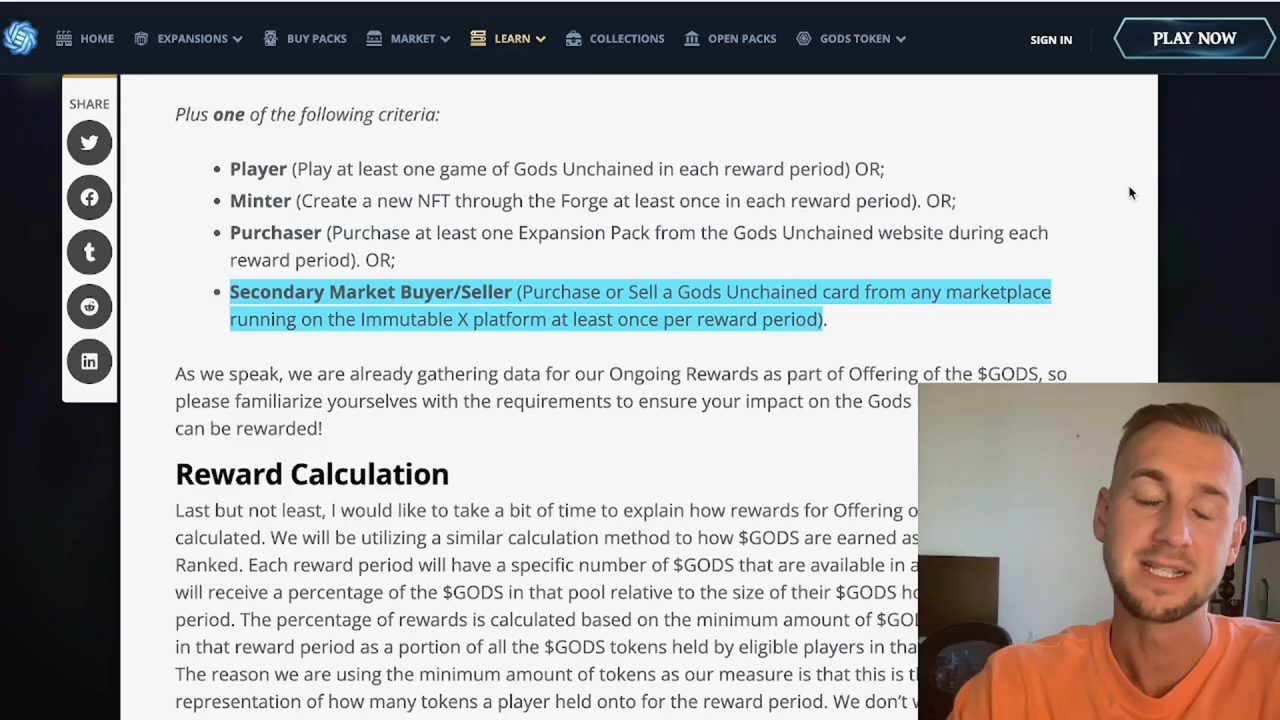 HOME EXPANSIONS BUY PACKS MARKET LEARN COLLECTIONS OPEN PACKS GODS TOKEN SIGN IN PLAY NOW
SHARE
Plus one of the following criteria:
• Player (Play at least one game of Gods Unchained in each reward period) OR;
• Minter (Create a new NFT through the Forge at least once in each reward period). OR;
• Purchaser (Purchase at least one Expansion Pack from the Gods Unchained website during each
reward period). OR;
• Secondary Market Buyer/Seller (Purchase or Sell a Gods Unchained card from any marketplace
running on the Immutable X platform at least once per reward period).
As we speak, we are already gathering data for our Ongoing Rewards as part of Offering of the $GODS, so
please familiarize yourselves with the requirements to ensure your impact on the Gods
can be rewarded!
Reward Calculation
Last but not least, I would like to take a bit of time to explain how rewards for Offering
calculated. We will be utilizing a similar calculation method to how $GODS are earned as
Ranked. Each reward period will have a specific number of $GODS that are available in
will receive a percentage of the $GODS in that pool relative to the size of their $GODS
period. The percentage of rewards is calculated based on the minimum amount of
in that reward period as a portion of all the $GODS tokens held by eligible players in
The reason we are using the minimum amount of tokens as our measure is that this is
representation of how many tokens a player held onto for the reward period. We don't